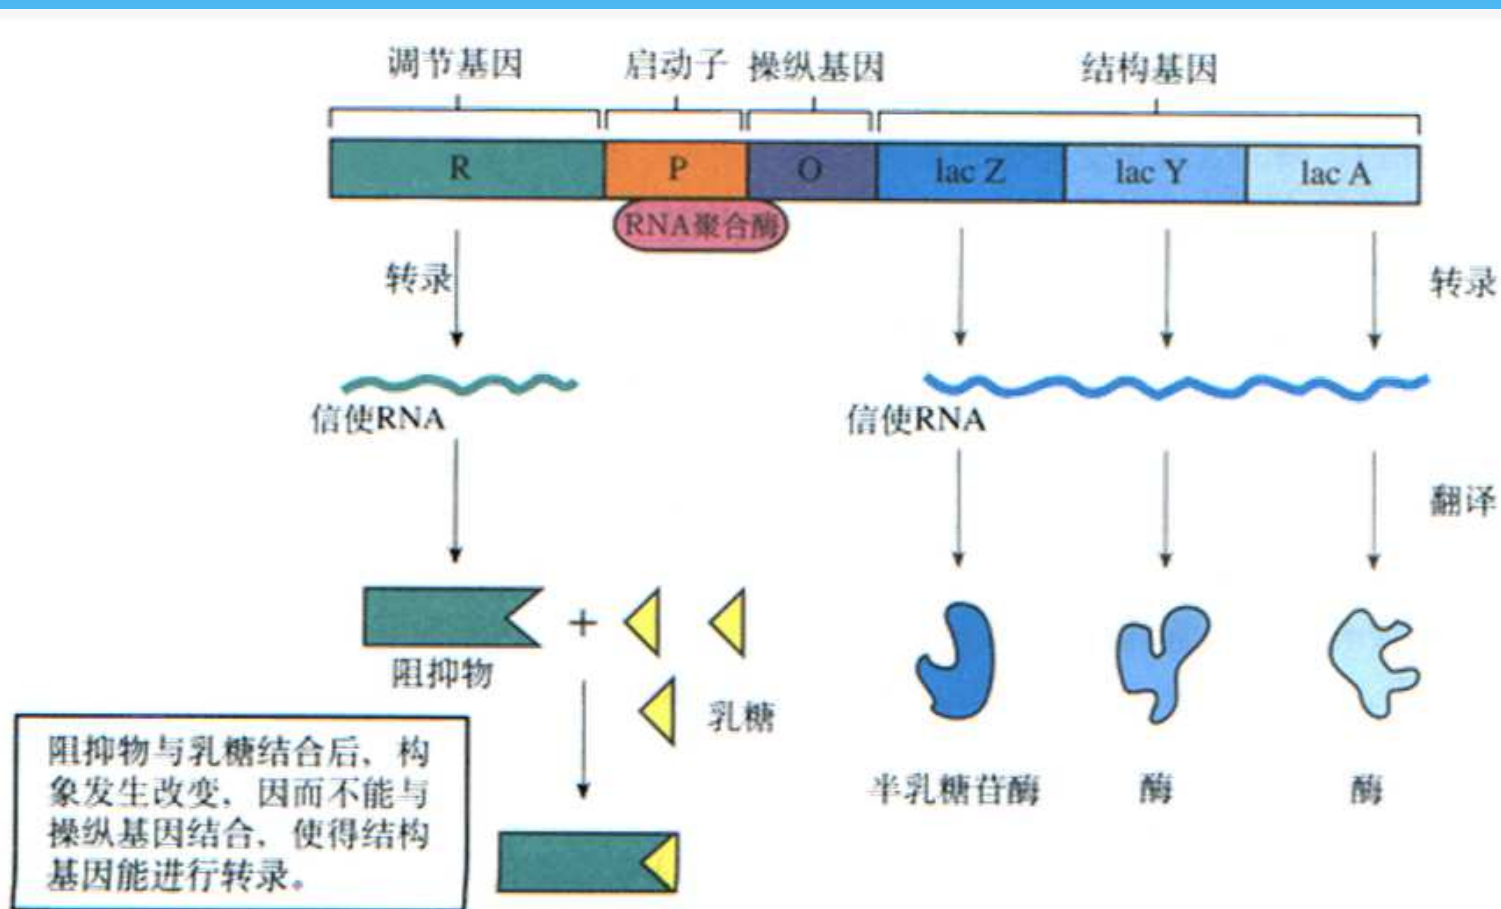 调节基因 启动子 操纵基因 结构基因
R P O lac Z lac Y lac A
RNA聚合酶
转录 转录
信使RNA 信使RNA
翻译
+
阻抑物
乳糖
半乳糖苷酶 酶 酶
阻抑物与乳糖结合后，构
象发生改变，因而不能与
操纵基因结合，使得结构
基因能进行转录。